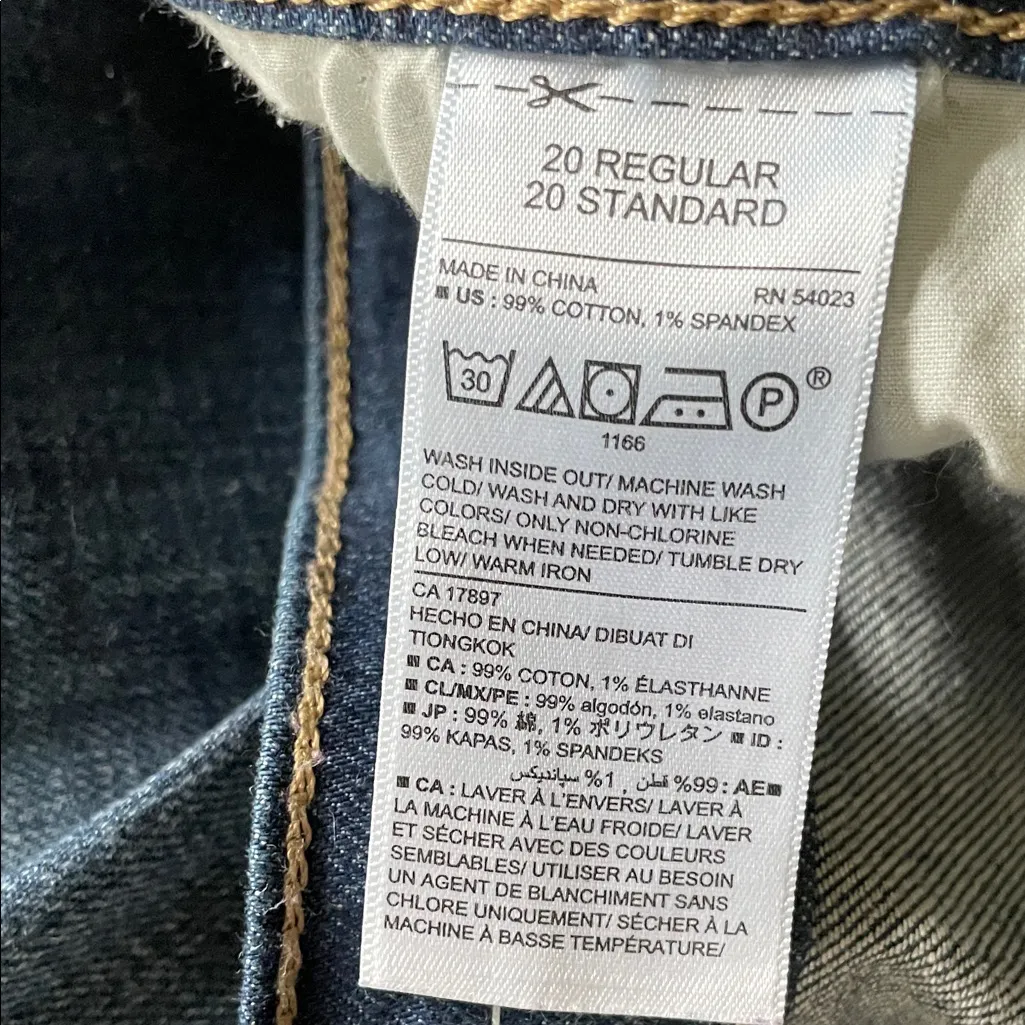 20 REGULAR
20 STANDARD
MADE IN CHINA
RN 54023
US : 99% COTTON, 1% SPANDEX
30
P ®
1166
WASH INSIDE OUT/ MACHINE WASH
COLD/ WASH AND DRY WITH LIKE
COLORS/ ONLY NON-CHLORINE
BLEACH WHEN NEEDED/ TUMBLE DRY
LOW/ WARM IRON
CA 17897
HECHO EN CHINA/ DIBUAT DI
TIONGKOK
CA : 99% COTON, 1% ÉLASTHANNE
CL/MX/PE : 99% algodón, 1% elastano
JP : 99% 綿, 1% ポリウレタン ID :
99% KAPAS, 1% SPANDEKS
AE : 99% قطن , 1% سپانديكس
CA : LAVER À L'ENVERS/ LAVER À
LA MACHINE À L'EAU FROIDE/ LAVER
ET SÉCHER AVEC DES COULEURS
SEMBLABLES/ UTILISER AU BESOIN
UN AGENT DE BLANCHIMENT SANS
CHLORE UNIQUEMENT/ SÉCHER À LA
MACHINE À BASSE TEMPÉRATURE/